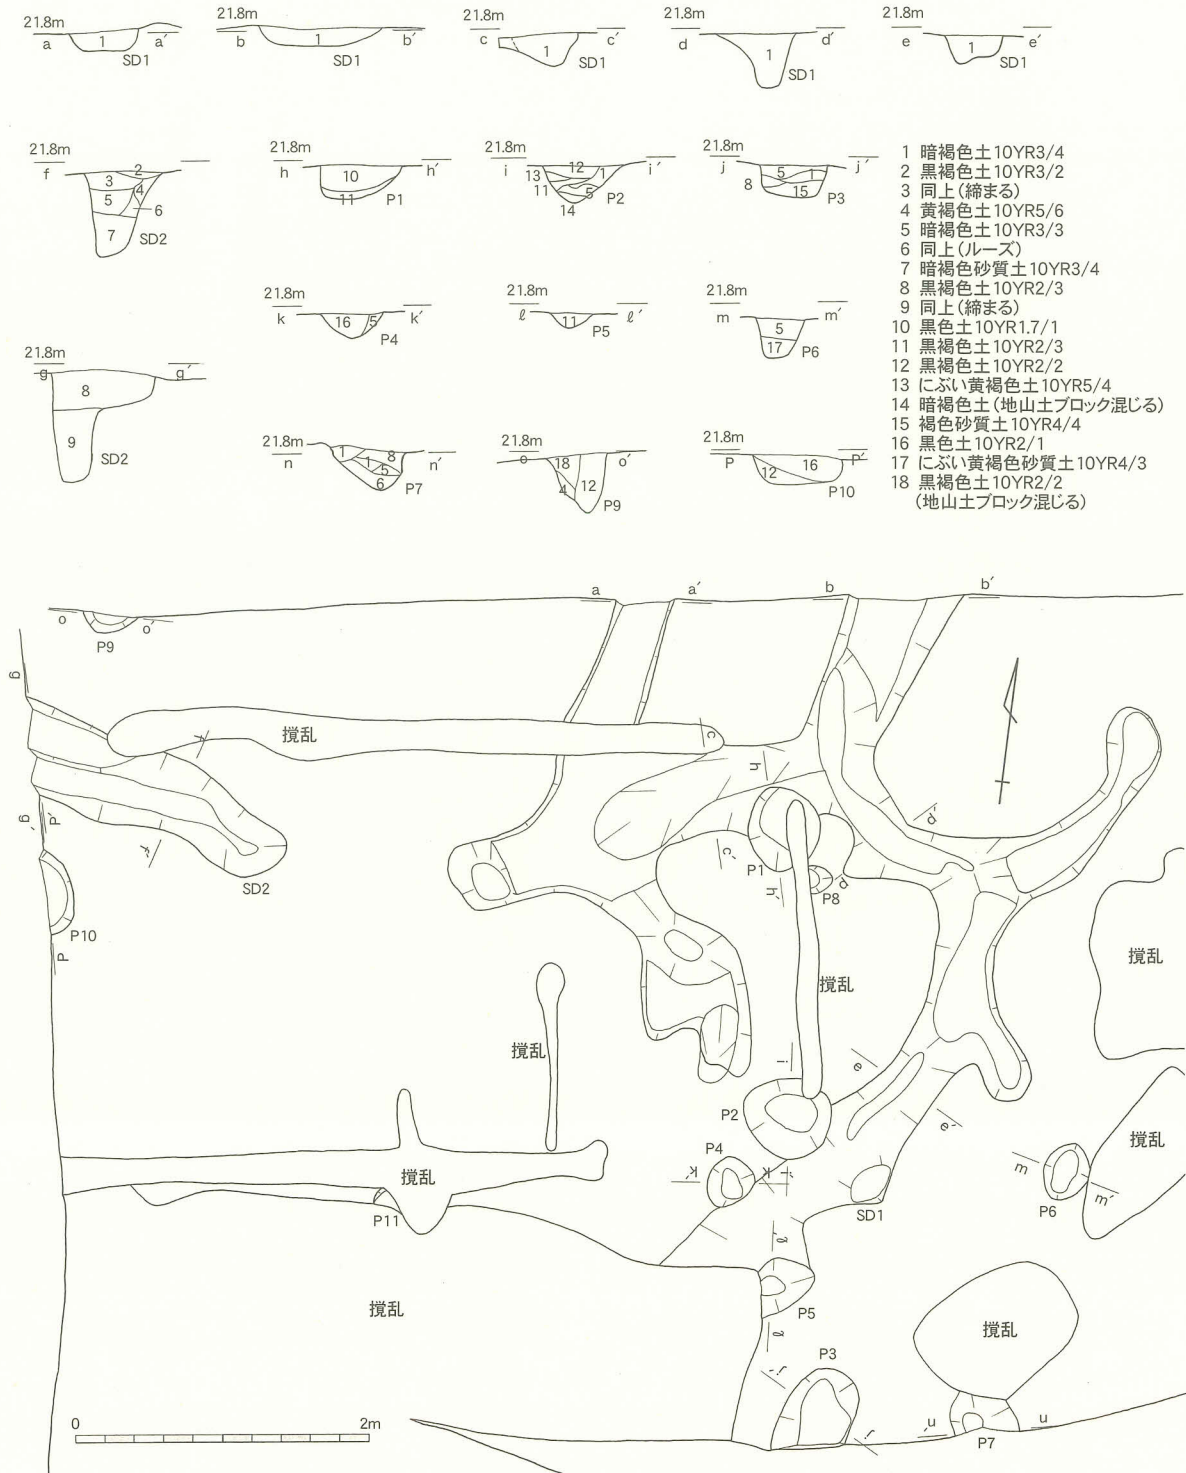 21.8m 21.8m 21.8m 21.8m 21.8m
a 1 a′ b 1 b′ c 1 c′ d 1 d′ e 1 e′
SD1 SD1 SD1 SD1 SD1
21.8m 21.8m 21.8m 21.8m
f 2 3 4 5 6 7 SD2
h 10 11 h′ P1
i 12 13 1 11 5 14 i′ P2
j 5 1 8 15 j′ P3
21.8m 21.8m 21.8m
k 16 5 k′ P4
ℓ 11 ℓ′ P5
m 5 17 m′ P6
21.8m
g 8 9 g′ SD2
21.8m 21.8m 21.8m
n 1 8 1 5 6 n′ P7
o 18 4 12 o′ P9
P 12 16 P′ P10
1 暗褐色土10YR3/4
2 黒褐色土10YR3/2
3 同上(締まる)
4 黄褐色土10YR5/6
5 暗褐色土10YR3/3
6 同上(ルーズ)
7 暗褐色砂質土10YR3/4
8 黒褐色土10YR2/3
9 同上(締まる)
10 黒色土10YR1.7/1
11 黒褐色土10YR2/3
12 黒褐色土10YR2/2
13 にぶい黄褐色土10YR5/4
14 暗褐色土(地山土ブロック混じる)
15 褐色砂質土10YR4/4
16 黒色土10YR2/1
17 にぶい黄褐色砂質土10YR4/3
18 黒褐色土10YR2/2
(地山土ブロック混じる)
a a′ b b′
o o′
P9
g
撹乱
f
c
h
d′
g′ P′
f′
SD2
c′
P1
h′
P8
d
P10
P
撹乱
撹乱
撹乱
i
e
P2
e′
P4
k′ k
撹乱
撹乱
m
m′
P6
P11
SD1
ℓ′
撹乱
P5
ℓ
撹乱
P3
j′
j
n′ n
P7
0 2m